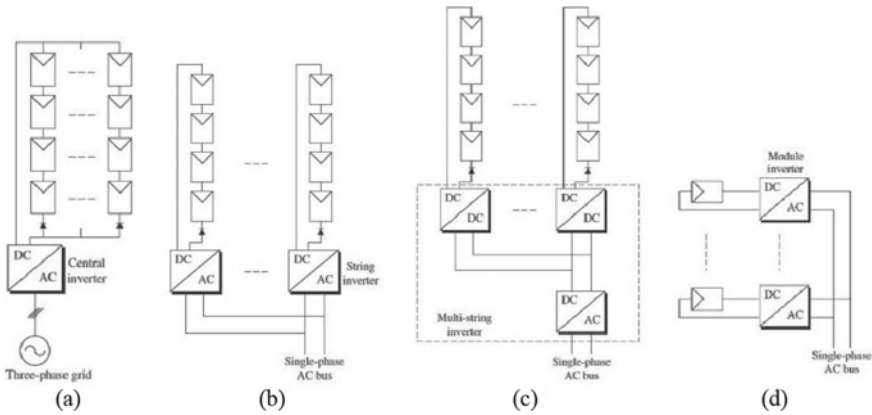 DC
AC
Central
inverter
Three-phase grid
(a)
DC
AC
DC
AC
String
inverter
Single-phase
AC bus
(b)
DC
DC
DC
DC
DC
AC
Multi-string
inverter
Single-phase
AC bus
(c)
Module
inverter
DC
AC
DC
AC
Single-phase
AC bus
(d)